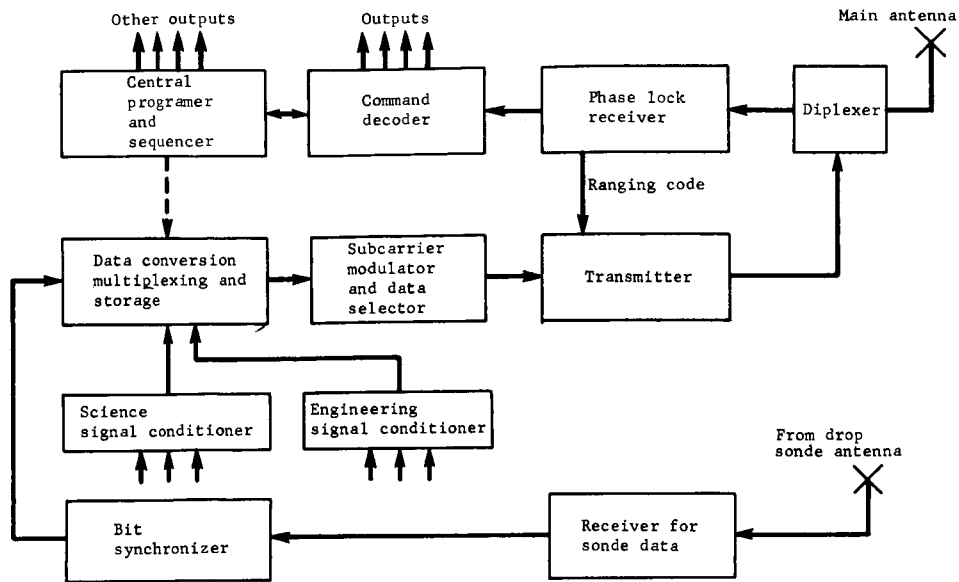 Other outputs
Outputs
Main antenna
Central
programer
and
sequencer
Command
decoder
Phase lock
receiver
Diplexer
Ranging code
Data conversion
multiplexing and
storage
Subcarrier
modulator
and data
selector
Transmitter
Science
signal conditioner
Engineering
signal conditioner
From drop
sonde antenna
Bit
synchronizer
Receiver for
sonde data